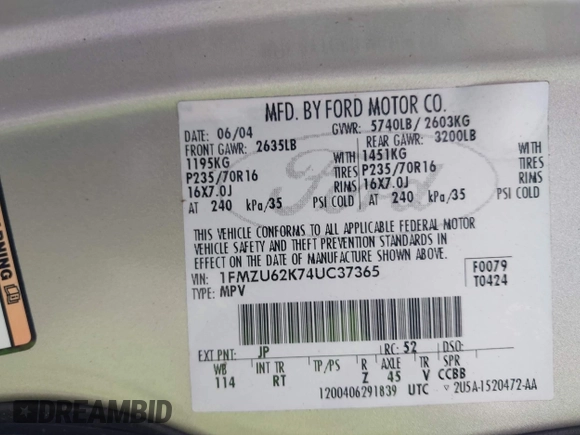 MFD. BY FORD MOTOR CO.
DATE: 06/04 GVWR: 5740LB/ 2603KG
FRONT GAWR: 2635LB REAR GAWR: 3200LB
1195KG WITH 1451KG WITH
P235/70R16 TIRES P235/70R16 TIRES
16X7.0J RIMS 16X7.0J RIMS
AT 240 kPa/35 PSI COLD AT 240 kPa/35 PSI COLD
THIS VEHICLE CONFORMS TO ALL APPLICABLE FEDERAL MOTOR
VEHICLE SAFETY AND THEFT PREVENTION STANDARDS IN
EFFECT ON THE DATE OF MANUFACTURE SHOWN ABOVE.
VIN: 1FMZU62K74UC37365
TYPE: MPV
F0079
T0424
EXT PNT: JP RC: 52 DSO:
WB INT TR TP/PS R AXLE TR SPR
114 RT Z 45 V CCBB
1200406291839 UTC 2U5A-1520472-AA
Ford
WARNING
DREAMBID